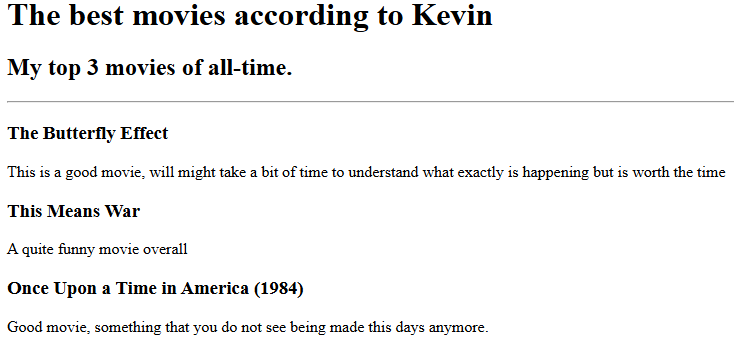 The best movies according to Kevin
My top 3 movies of all-time.
The Butterfly Effect
This is a good movie, will might take a bit of time to understand what exactly is happening but is worth the time
This Means War
A quite funny movie overall
Once Upon a Time in America (1984)
Good movie, something that you do not see being made this days anymore.